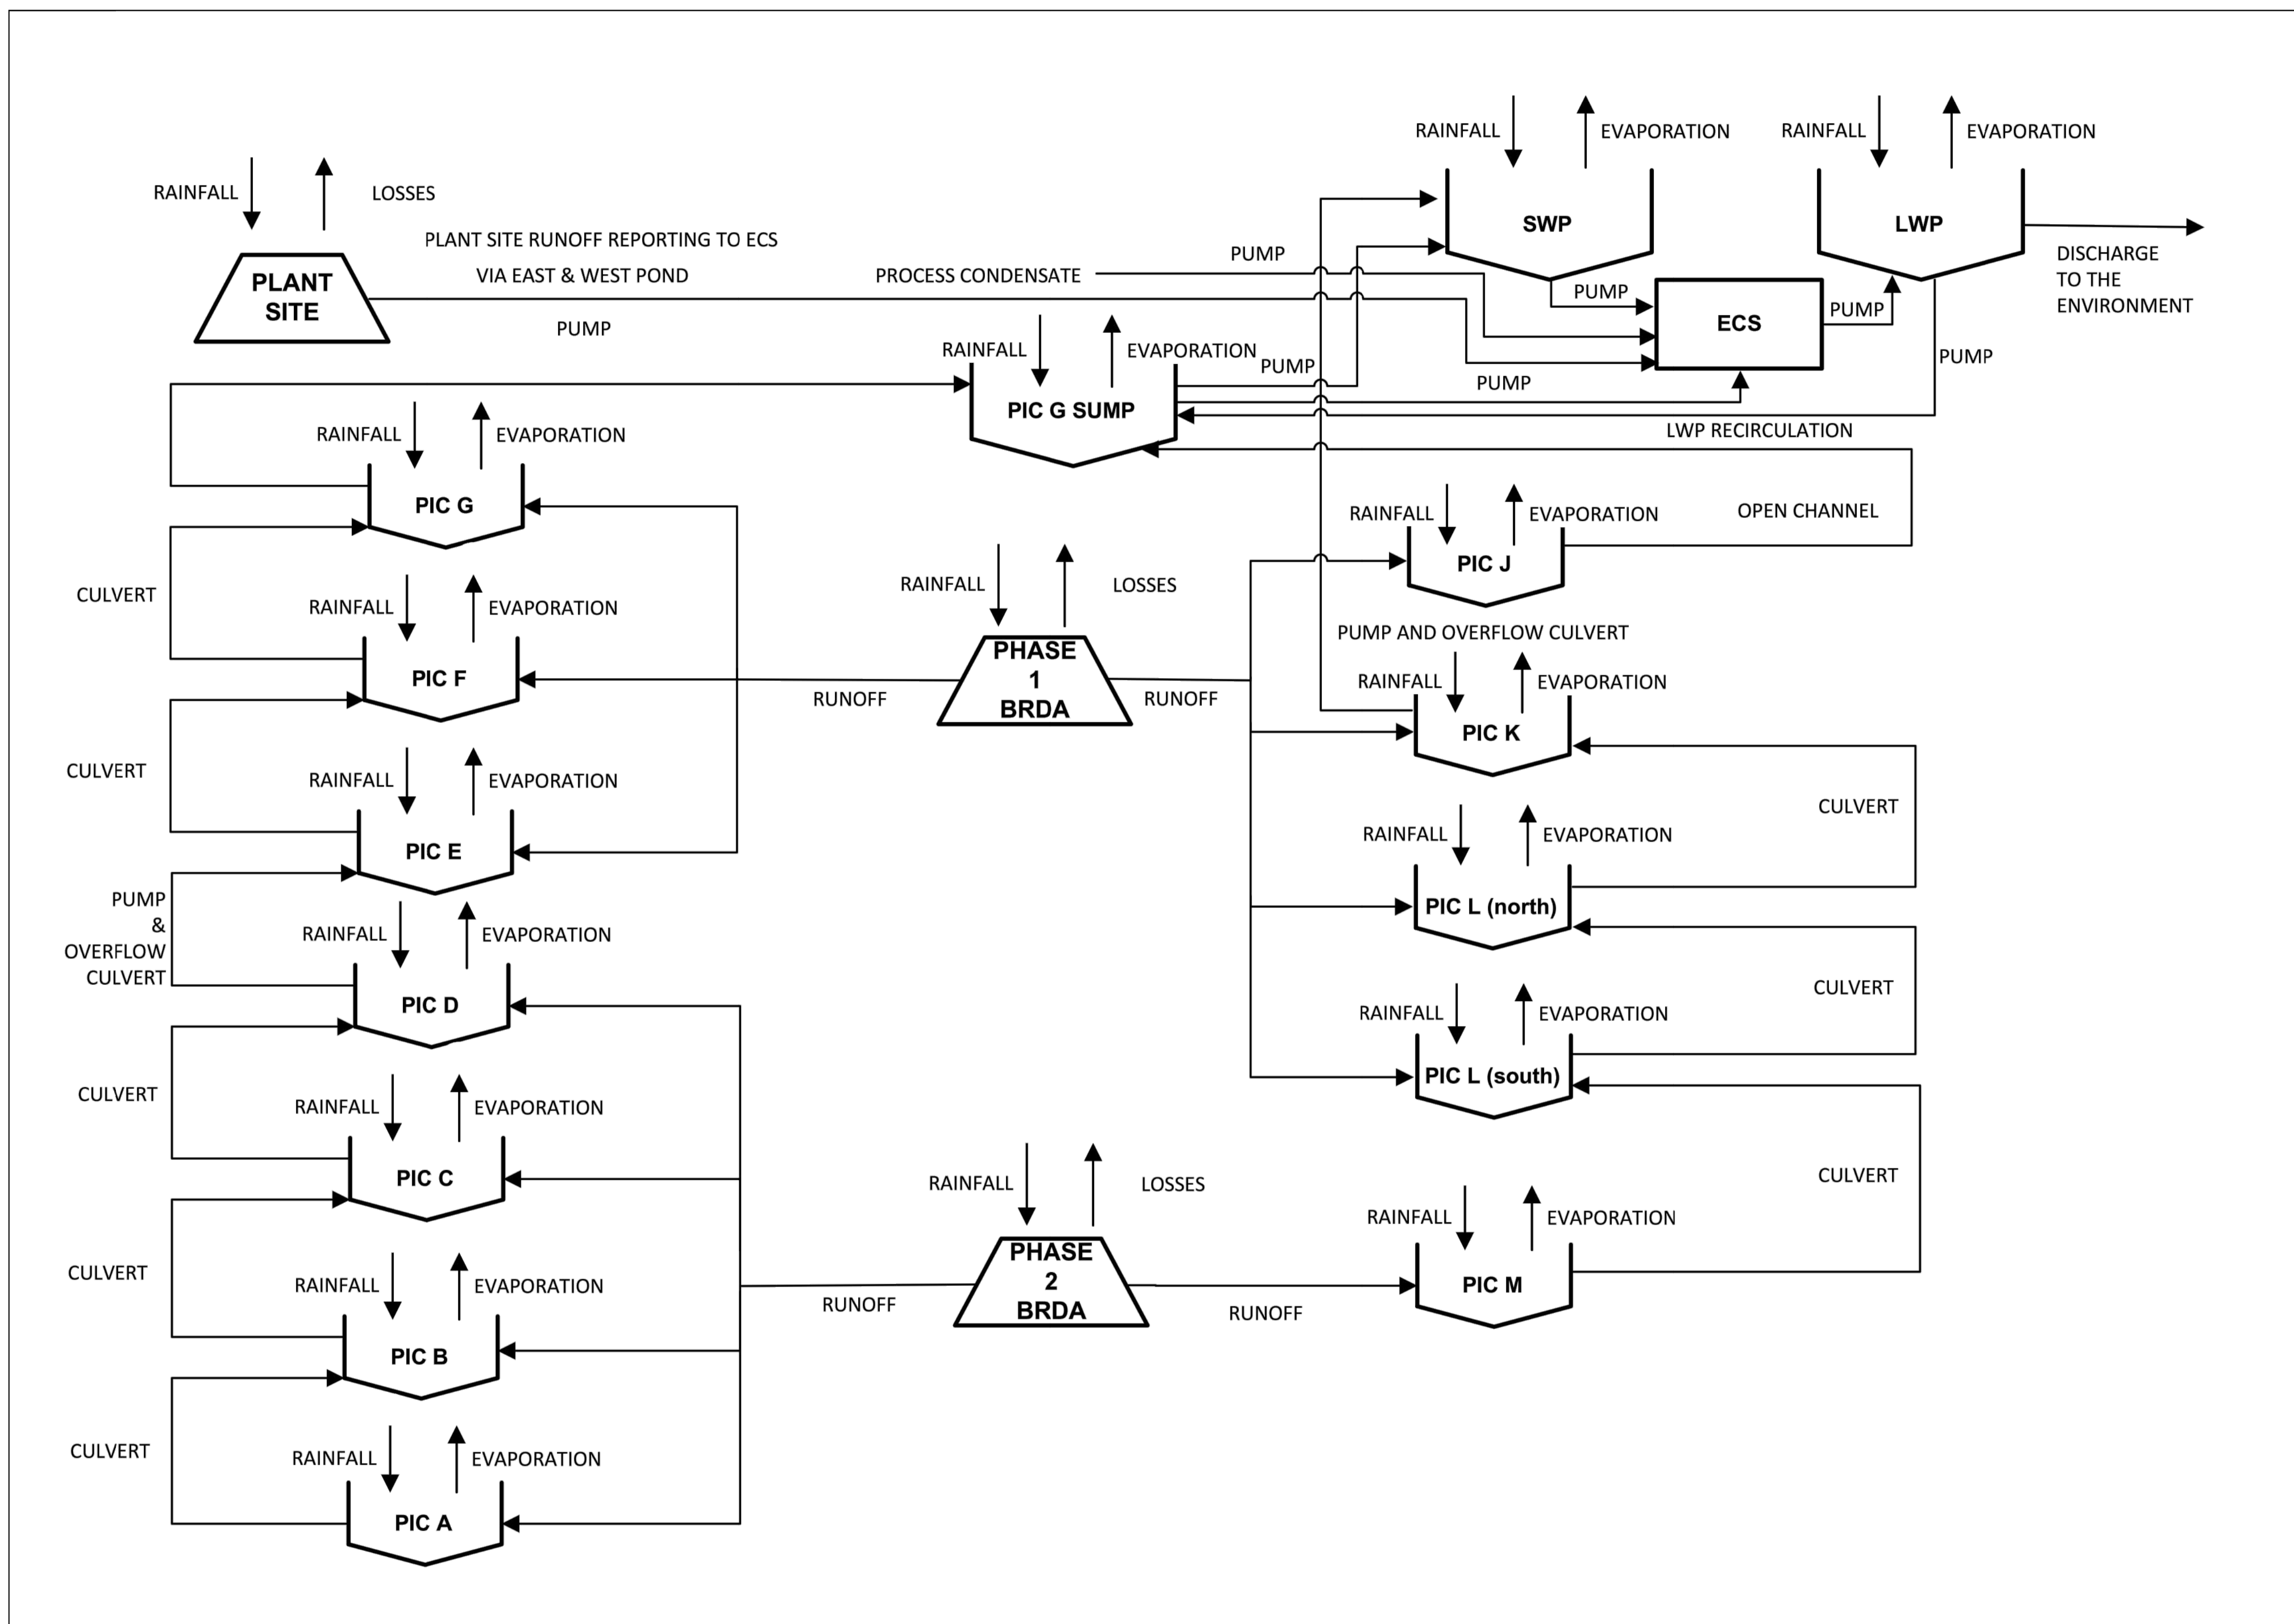 RAINFALL
EVAPORATION
RAINFALL
EVAPORATION
RAINFALL
LOSSES
SWP
LWP
PLANT SITE RUNOFF REPORTING TO ECS
VIA EAST & WEST POND
PROCESS CONDENSATE
PUMP
DISCHARGE
TO THE
ENVIRONMENT
PLANT
SITE
PUMP
PUMP
ECS
PUMP
RAINFALL
EVAPORATION
PUMP
PUMP
PUMP
PIC G SUMP
LWP RECIRCULATION
RAINFALL
EVAPORATION
PIC G
RAINFALL
EVAPORATION
OPEN CHANNEL
PIC J
CULVERT
RAINFALL
EVAPORATION
RAINFALL
LOSSES
PUMP AND OVERFLOW CULVERT
PIC F
PHASE
1
BRDA
RUNOFF
RUNOFF
RAINFALL
EVAPORATION
PIC K
CULVERT
RAINFALL
EVAPORATION
CULVERT
RAINFALL
EVAPORATION
PIC E
PUMP
&
OVERFLOW
CULVERT
RAINFALL
EVAPORATION
PIC L (north)
CULVERT
PIC D
RAINFALL
EVAPORATION
PIC L (south)
CULVERT
RAINFALL
EVAPORATION
PIC C
RAINFALL
LOSSES
CULVERT
RAINFALL
EVAPORATION
CULVERT
RAINFALL
EVAPORATION
PHASE
2
BRDA
RUNOFF
RUNOFF
PIC M
PIC B
CULVERT
RAINFALL
EVAPORATION
PIC A